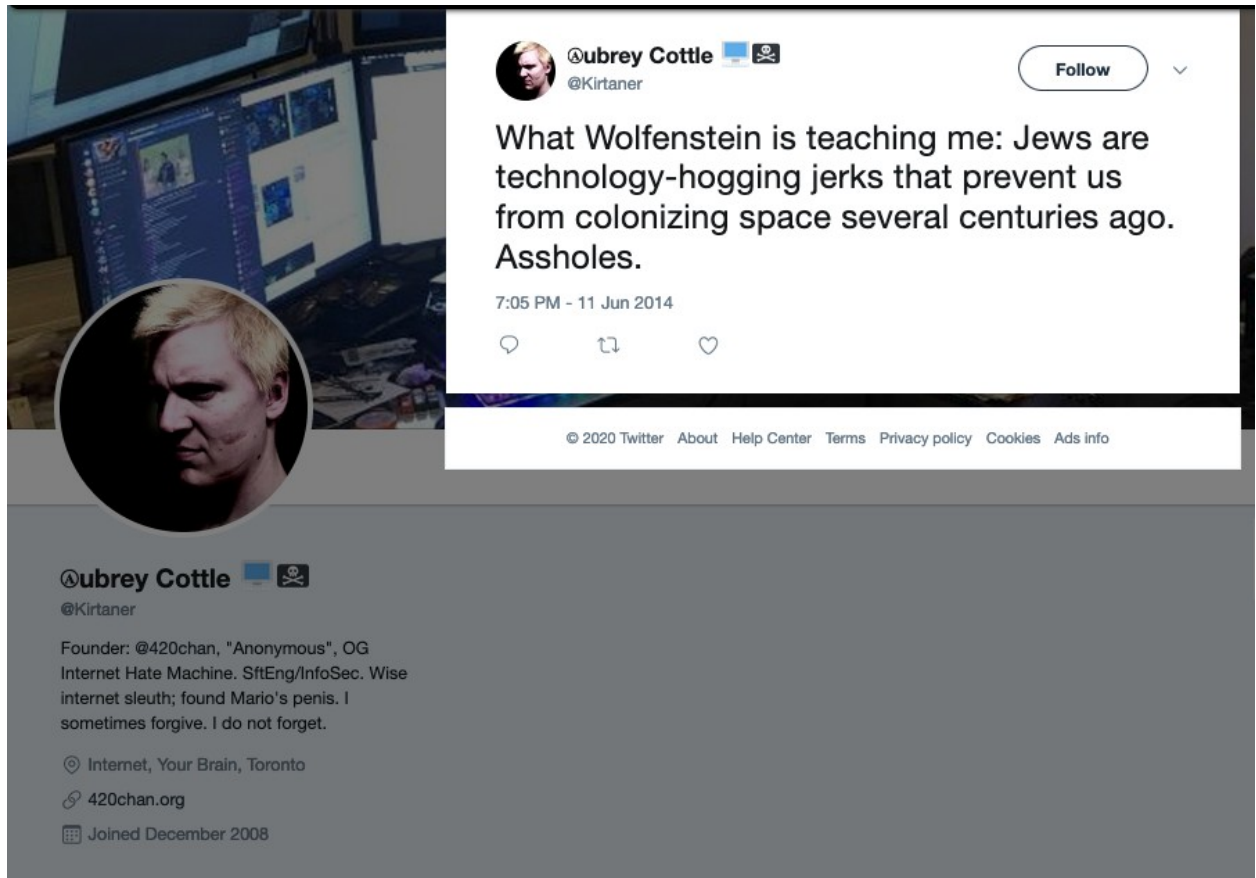 Ⓐubrey Cottle 🖥️🏴‍☠️
@Kirtaner
Follow
What Wolfenstein is teaching me: Jews are
technology-hogging jerks that prevent us
from colonizing space several centuries ago.
Assholes.
7:05 PM - 11 Jun 2014
© 2020 Twitter About Help Center Terms Privacy policy Cookies Ads info
Ⓐubrey Cottle 🖥️🏴‍☠️
@Kirtaner
Founder: @420chan, "Anonymous", OG
Internet Hate Machine. SftEng/InfoSec. Wise
internet sleuth; found Mario's penis. I
sometimes forgive. I do not forget.
Internet, Your Brain, Toronto
420chan.org
Joined December 2008